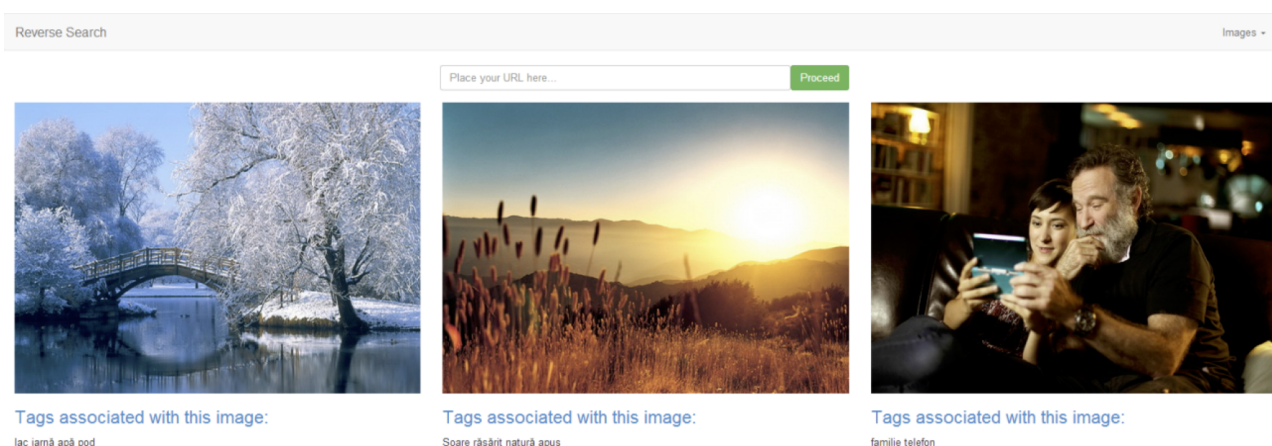 Reverse Search
Images
Place your URL here...
Proceed
Tags associated with this image:
Tags associated with this image:
Tags associated with this image:
lac iarnă apă pod
Soare răsărit natură apus
familie telefon